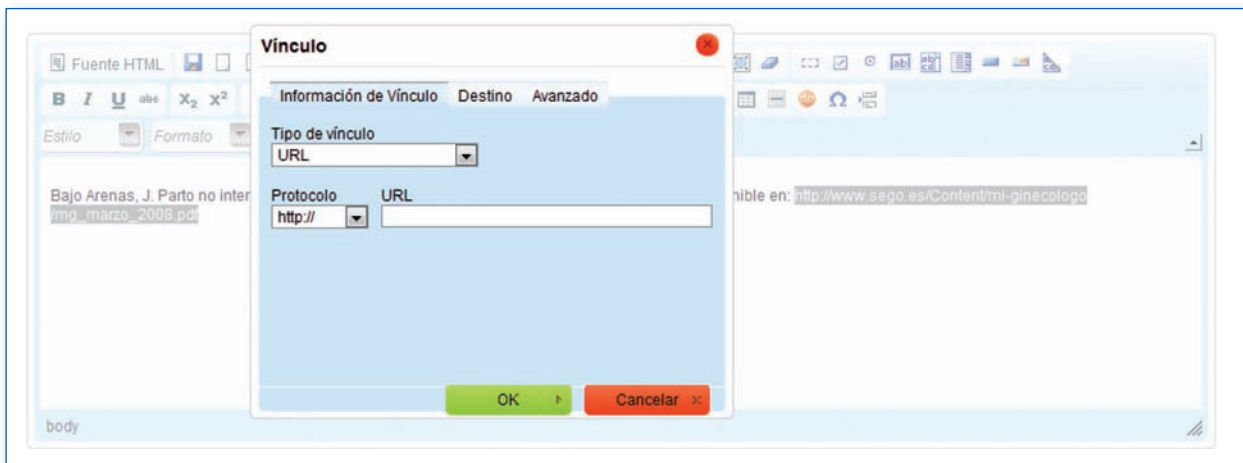 Vínculo
Fuente HTML
Información de Vínculo Destino Avanzado
B I U abc X₂ X²
Tipo de vínculo
Estilo Formato
URL
Bajo Arenas, J. Parto no inter
nible en: http://www.sego.es/Content/mi-ginecologo
/mg_marzo_2008.pdf
Protocolo URL
http://
OK Cancelar
body